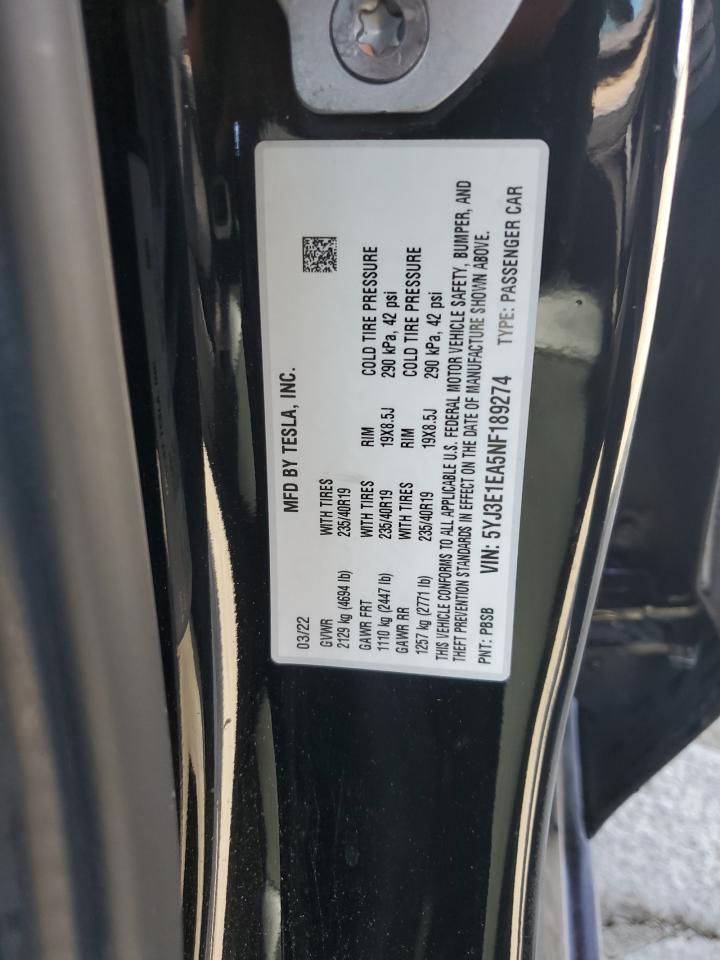 MFD BY TESLA, INC.
03/22
GVWR WITH TIRES
2129 kg (4694 lb) 235/40R19
GAWR FRT WITH TIRES RIM COLD TIRE PRESSURE
1110 kg (2447 lb) 235/40R19 19X8.5J 290 kPa, 42 psi
GAWR RR WITH TIRES RIM COLD TIRE PRESSURE
1257 kg (2771 lb) 235/40R19 19X8.5J 290 kPa, 42 psi
THIS VEHICLE CONFORMS TO ALL APPLICABLE U.S. FEDERAL MOTOR VEHICLE SAFETY, BUMPER, AND
THEFT PREVENTION STANDARDS IN EFFECT ON THE DATE OF MANUFACTURE SHOWN ABOVE.
PNT: PBSB VIN: 5YJ3E1EA5NF189274 TYPE: PASSENGER CAR